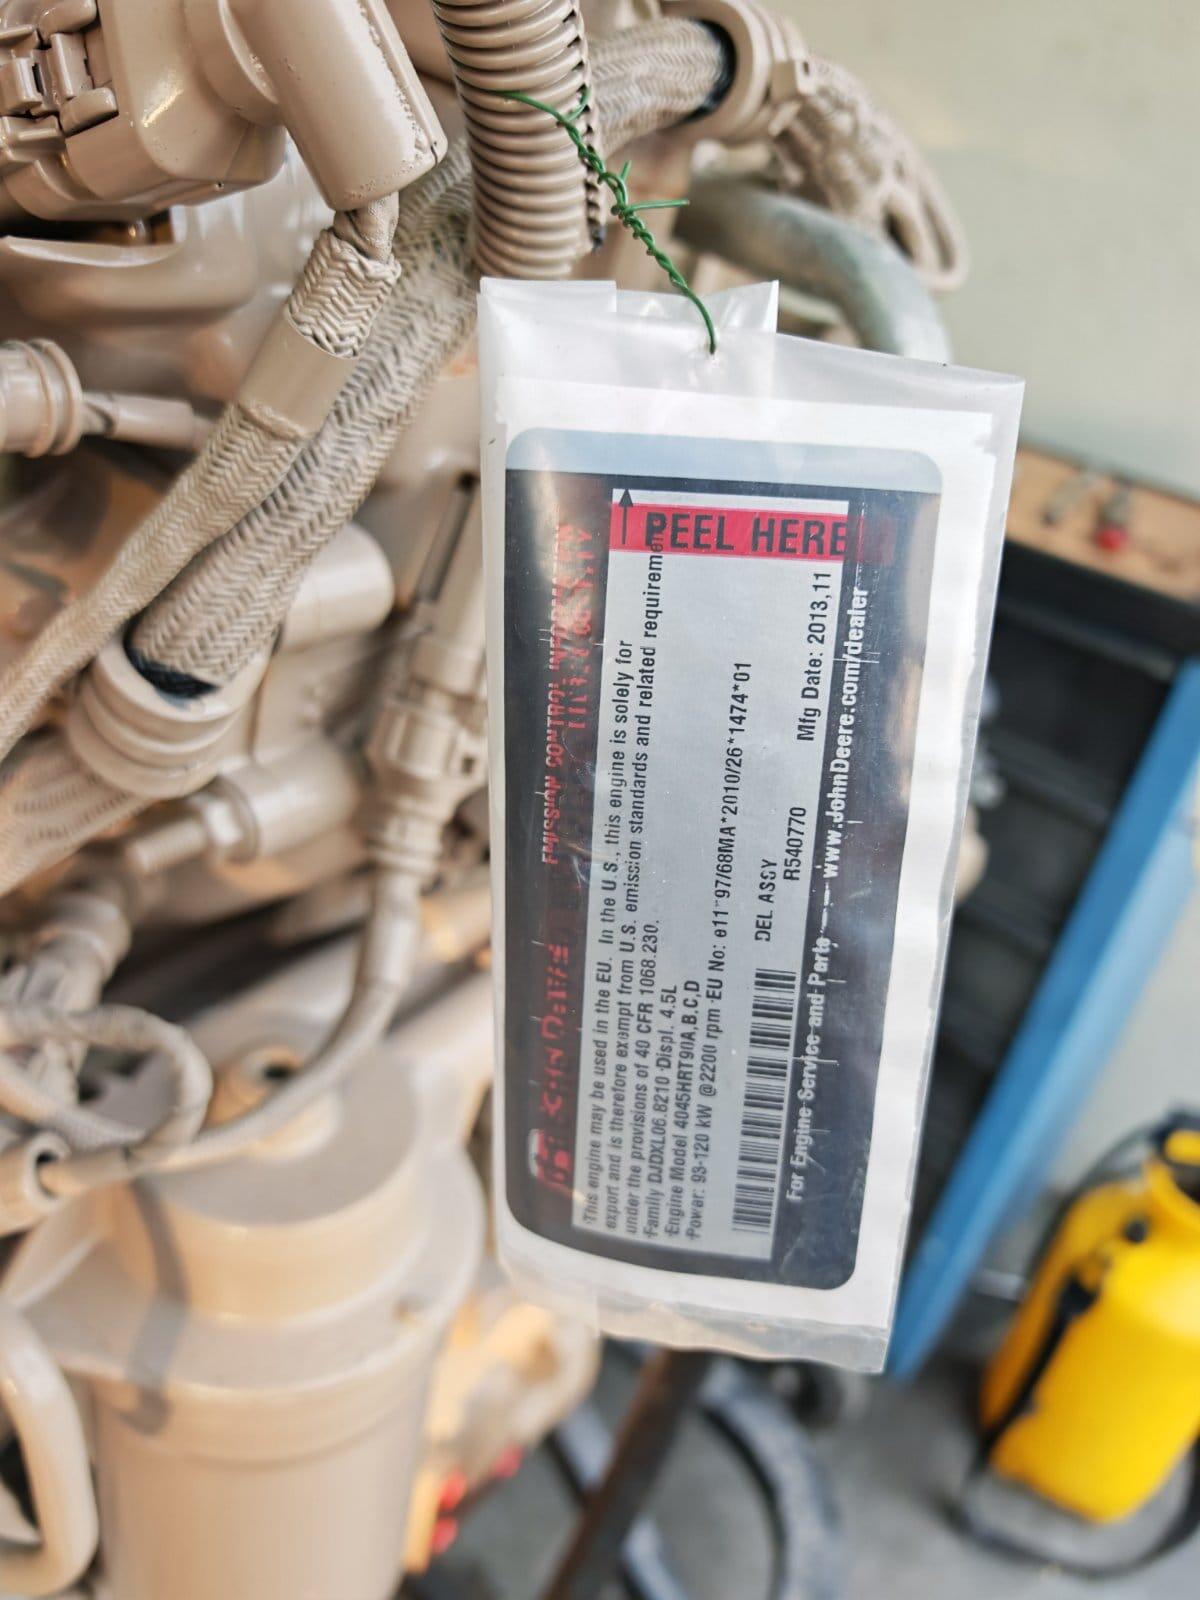 PEEL HERE
EMISSION CONTROL
This engine may be used in the EU. In the U.S., this engine is solely for
export and is therefore exempt from U.S. emission standards and related requirem
under the provisions of 40 CFR 1068.230.
Family DJDXL06.8210 Displ. 4.5L
Engine Model 4045HRT90A,B,C,D
Power: 93-120 kW @2200 rpm EU No: e11*97/68MA*2010/26*1474*01
DEL ASSY
R540770 Mfg Date: 2013,11
For Engine Service and Parts — www.JohnDeere.com/dealer